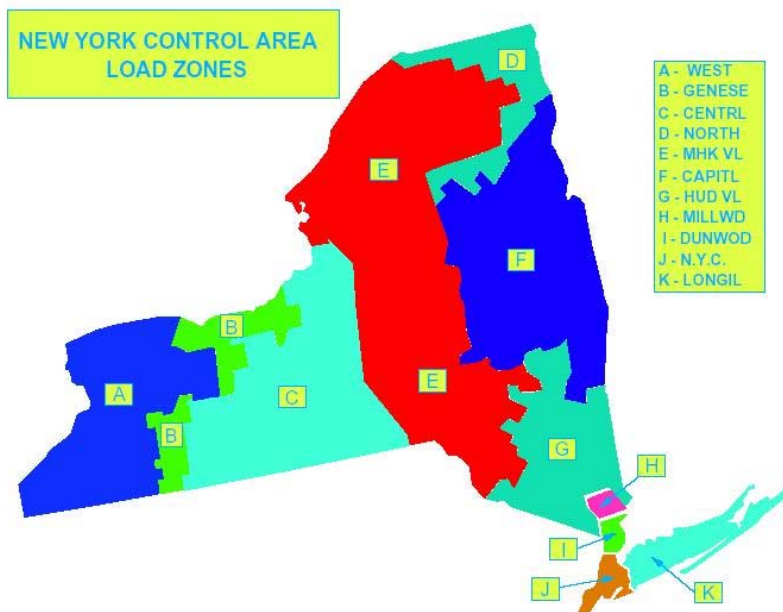 NEW YORK CONTROL AREA
LOAD ZONES
A - WEST
B - GENESE
C - CENTRL
D - NORTH
E - MHK VL
F - CAPITL
G - HUD VL
H - MILLWD
I - DUNWOD
J - N.Y.C.
K - LONGIL
D
E
F
B
A
C
E
B
G
H
I
J
K